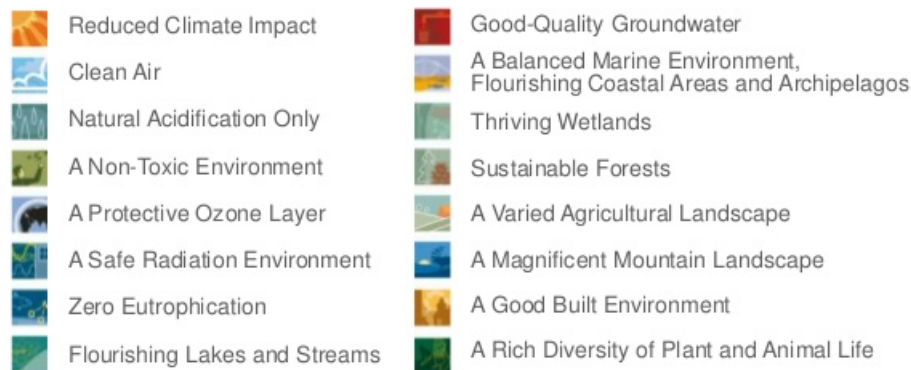 Reduced Climate Impact
Clean Air
Natural Acidification Only
A Non-Toxic Environment
A Protective Ozone Layer
A Safe Radiation Environment
Zero Eutrophication
Flourishing Lakes and Streams
Good-Quality Groundwater
A Balanced Marine Environment,
Flourishing Coastal Areas and Archipelagos
Thriving Wetlands
Sustainable Forests
A Varied Agricultural Landscape
A Magnificent Mountain Landscape
A Good Built Environment
A Rich Diversity of Plant and Animal Life